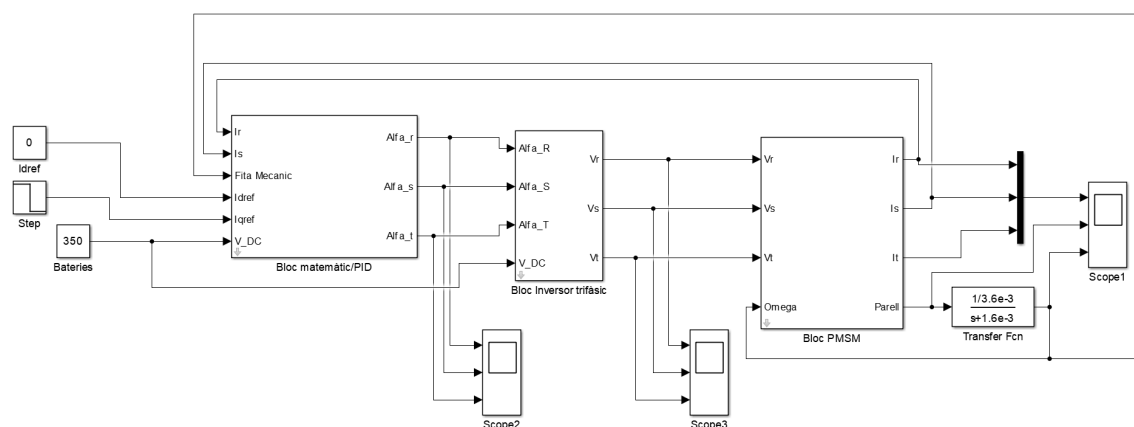 0
Idref
Step
350
Bateries
Ir
Is
Fita Mecanic
Idref
Iqref
V_DC
Alfa_r
Alfa_s
Alfa_t
Bloc matemàtic/PID
Alfa_R
Alfa_S
Alfa_T
V_DC
Vr
Vs
Vt
Bloc Inversor trifàsic
Vr
Vs
Vt
Omega
Ir
Is
It
Parell
Bloc PMSM
1/3.6e-3
s+1.6e-3
Transfer Fcn
Scope1
Scope2
Scope3